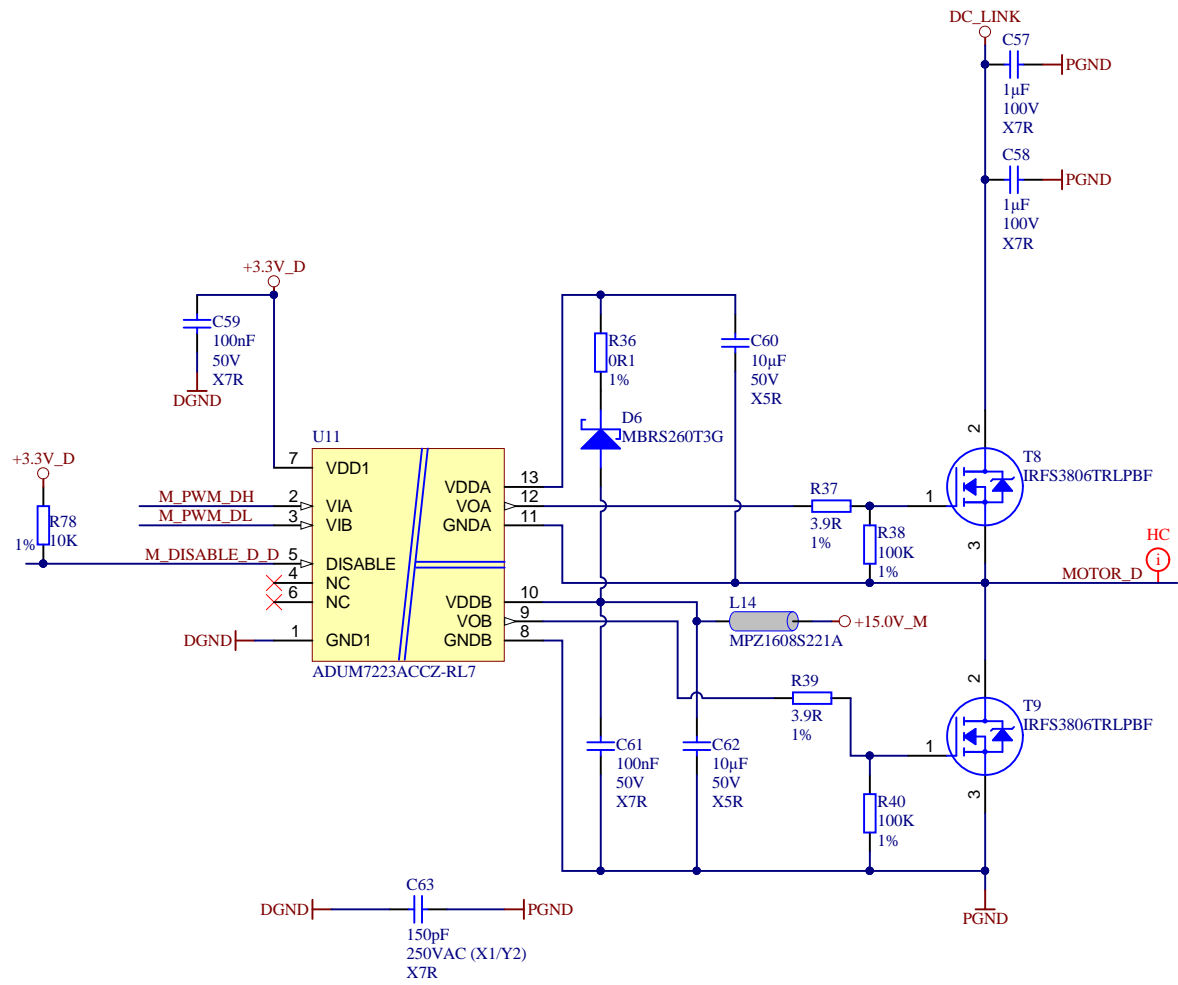 DC_LINK
C57
PGND
1µF
100V
X7R
C58
PGND
1µF
100V
X7R
+3.3V_D
C59
100nF
50V
X7R
DGND
R36
0R1
1%
C60
10µF
50V
X5R
D6
MBRS260T3G
U11
+3.3V_D
R78
10K
1%
M_PWM_DH
M_PWM_DL
M_DISABLE_D_D
DGND
7
2
3
5
4
6
1
VDD1
VIA
VIB
DISABLE
NC
NC
GND1
VDDA
VOA
GNDA
VDDB
VOB
GNDB
13
12
11
10
9
8
ADUM7223ACCZ-RL7
R37
3.9R
1%
R38
100K
1%
2
1
3
T8
IRFS3806TRLPBF
HC
i
MOTOR_D
L14
MPZ1608S221A
+15.0V_M
R39
3.9R
1%
2
1
3
T9
IRFS3806TRLPBF
C61
100nF
50V
X7R
C62
10µF
50V
X5R
R40
100K
1%
PGND
C63
DGND
PGND
150pF
250VAC (X1/Y2)
X7R